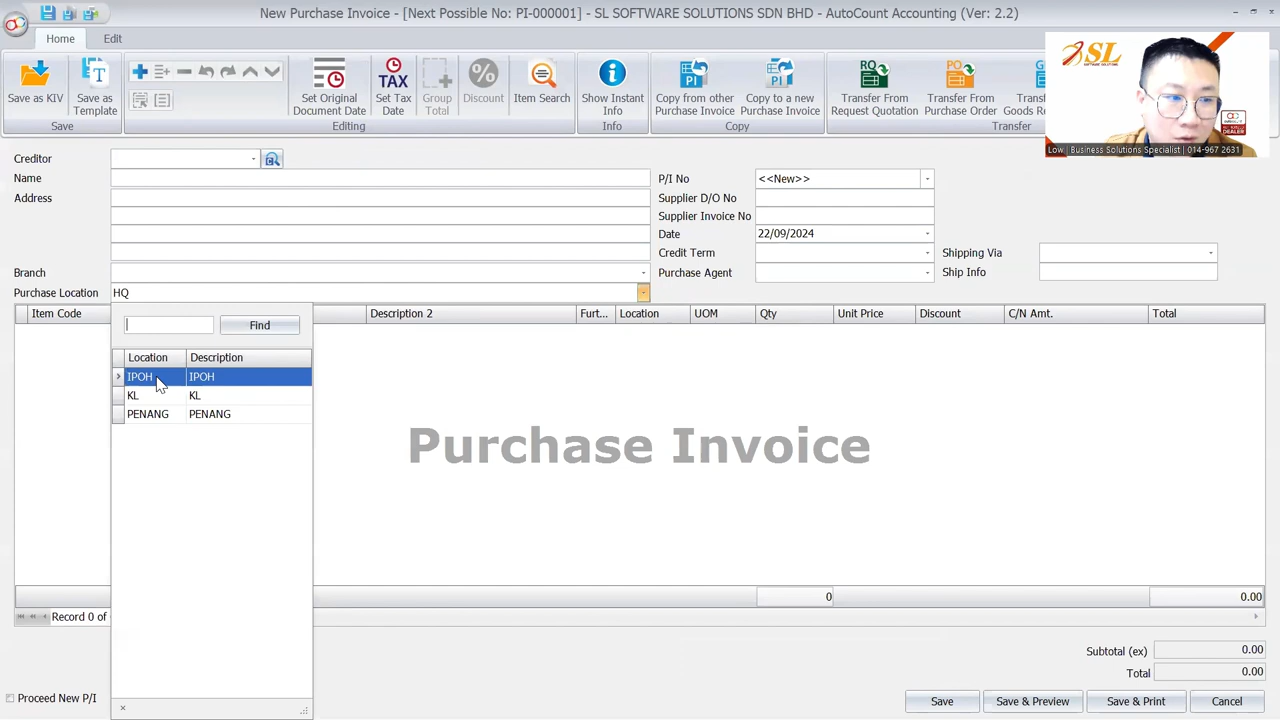 New Purchase Invoice - [Next Possible No: PI-000001] - SL SOFTWARE SOLUTIONS SDN BHD - AutoCount Accounting (Ver: 2.2)
Home Edit
Save as KIV
Save as Template
Save
Set Original Document Date
Set Tax Date
Group Total
Discount
Item Search
Editing
Show Instant Info
Info
Copy from other Purchase Invoice
Copy to a new Purchase Invoice
Copy
Transfer From Request Quotation
Transfer From Purchase Order
Transfer
SL
SOFTWARE SOLUTIONS
Low | Business Solutions Specialist | 014-967 2631
Creditor
Name
Address
Branch
Purchase Location HQ
P/I No <<New>>
Supplier D/O No
Supplier Invoice No
Date 22/09/2024
Credit Term
Purchase Agent
Shipping Via
Ship Info
Item Code Description 2 Furt... Location UOM Qty Unit Price Discount C/N Amt. Total
Find
Location Description
IPOH IPOH
KL KL
PENANG PENANG
Purchase Invoice
0 0.00
Record 0 of
Subtotal (ex) 0.00
Total 0.00
Proceed New P/I
Save Save & Preview Save & Print Cancel